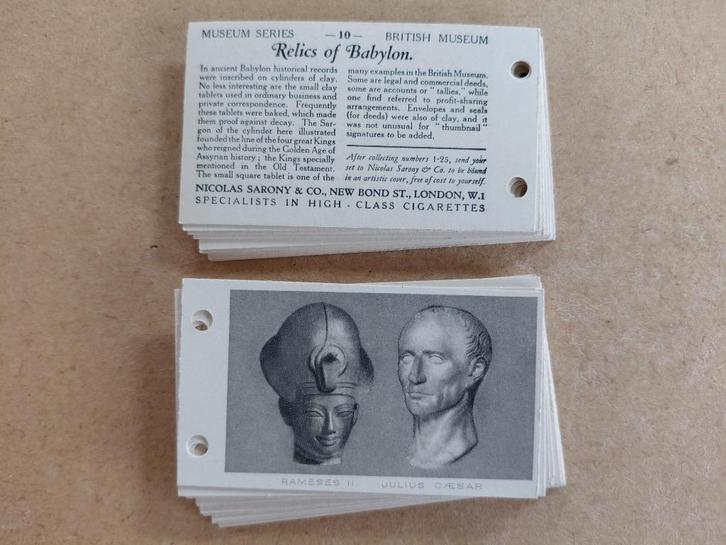 MUSEUM SERIES —10— BRITISH MUSEUM
Relics of Babylon.
In ancient Babylon historical records
were inscribed on cylinders of clay.
No less interesting are the small clay
tablets used in ordinary business and
private correspondence. Frequently
these tablets were baked, which made
them proof against decay. The Sar-
gon of the cylinder here illustrated
founded the line of the four great Kings
who reigned during the Golden Age of
Assyrian history; the Kings specially
mentioned in the Old Testament.
The small square tablet is one of the
many examples in the British Museum.
Some are legal and commercial deeds,
some are accounts or "tallies," while
one find referred to profit-sharing
arrangements. Envelopes and seals
(for deeds) were also of clay, and it
was not unusual for "thumbnail"
signatures to be added.
After collecting numbers 1-25, send your
set to Nicolas Sarony & Co. to be bound
in an artistic cover, free of cost to yourself.
NICOLAS SARONY & CO., NEW BOND ST., LONDON, W.1
SPECIALISTS IN HIGH-CLASS CIGARETTES
RAMESES II JULIUS CÆSAR